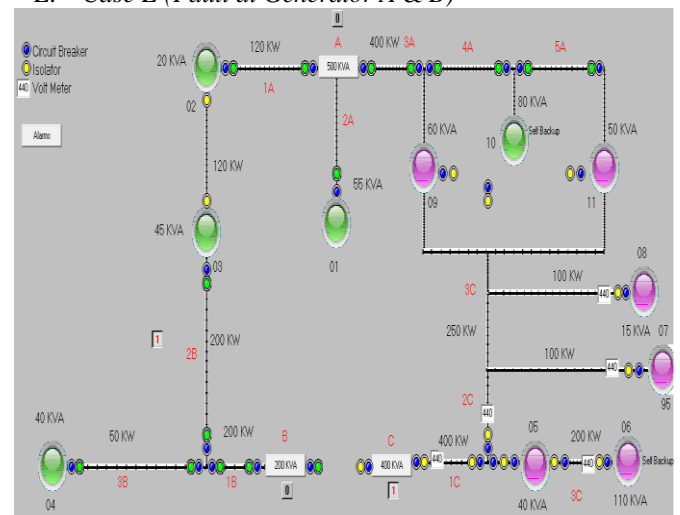 E. Case E (Fault at Generator A & B)
0
Circuit Breaker
Isolator
440 Volt Meter
Alarms
20 KVA
120 KW
A
400 KW 3A
4A
5A
500 KVA
1A
02
2A
80 KVA
60 KVA
10
Self Backup
50 KVA
120 KW
55 KVA
09
11
45 KVA
03
01
08
3C
100 KW
440
1
200 KW
250 KW
15 KVA 07
2B
100 KW
440
2C
95
40 KVA
440
50 KW
200 KW
B
C
400 KW
05
200 KW
06
200 KVA
400 KVA
440
440
Self Backup
3B
1B
0
1
1C
3C
04
40 KVA
110 KVA